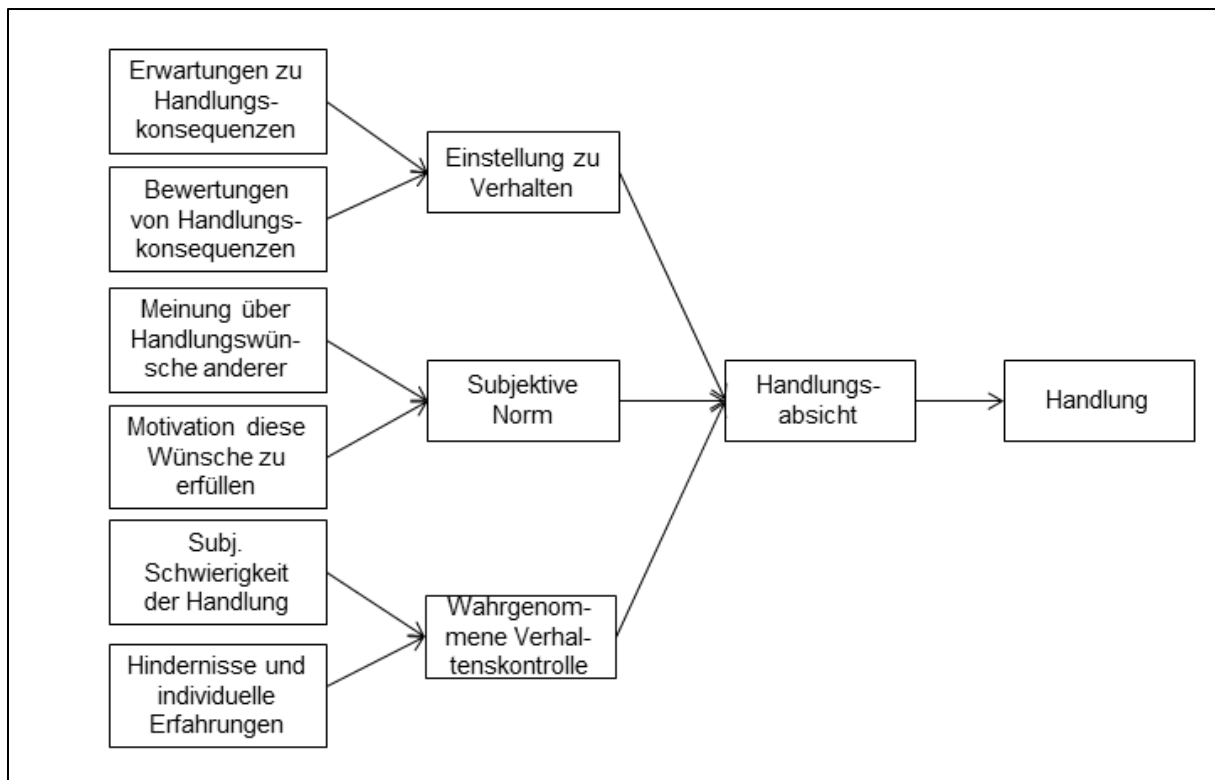 Erwartungen zu
Handlungs-
konsequenzen
Bewertungen
von Handlungs-
konsequenzen
Meinung über
Handlungswün-
sche anderer
Motivation diese
Wünsche zu
erfüllen
Subj.
Schwierigkeit
der Handlung
Hindernisse und
individuelle
Erfahrungen
Einstellung zu
Verhalten
Subjektive
Norm
Wahrgenom-
mene Verhal-
tenskontrolle
Handlungs-
absicht
Handlung